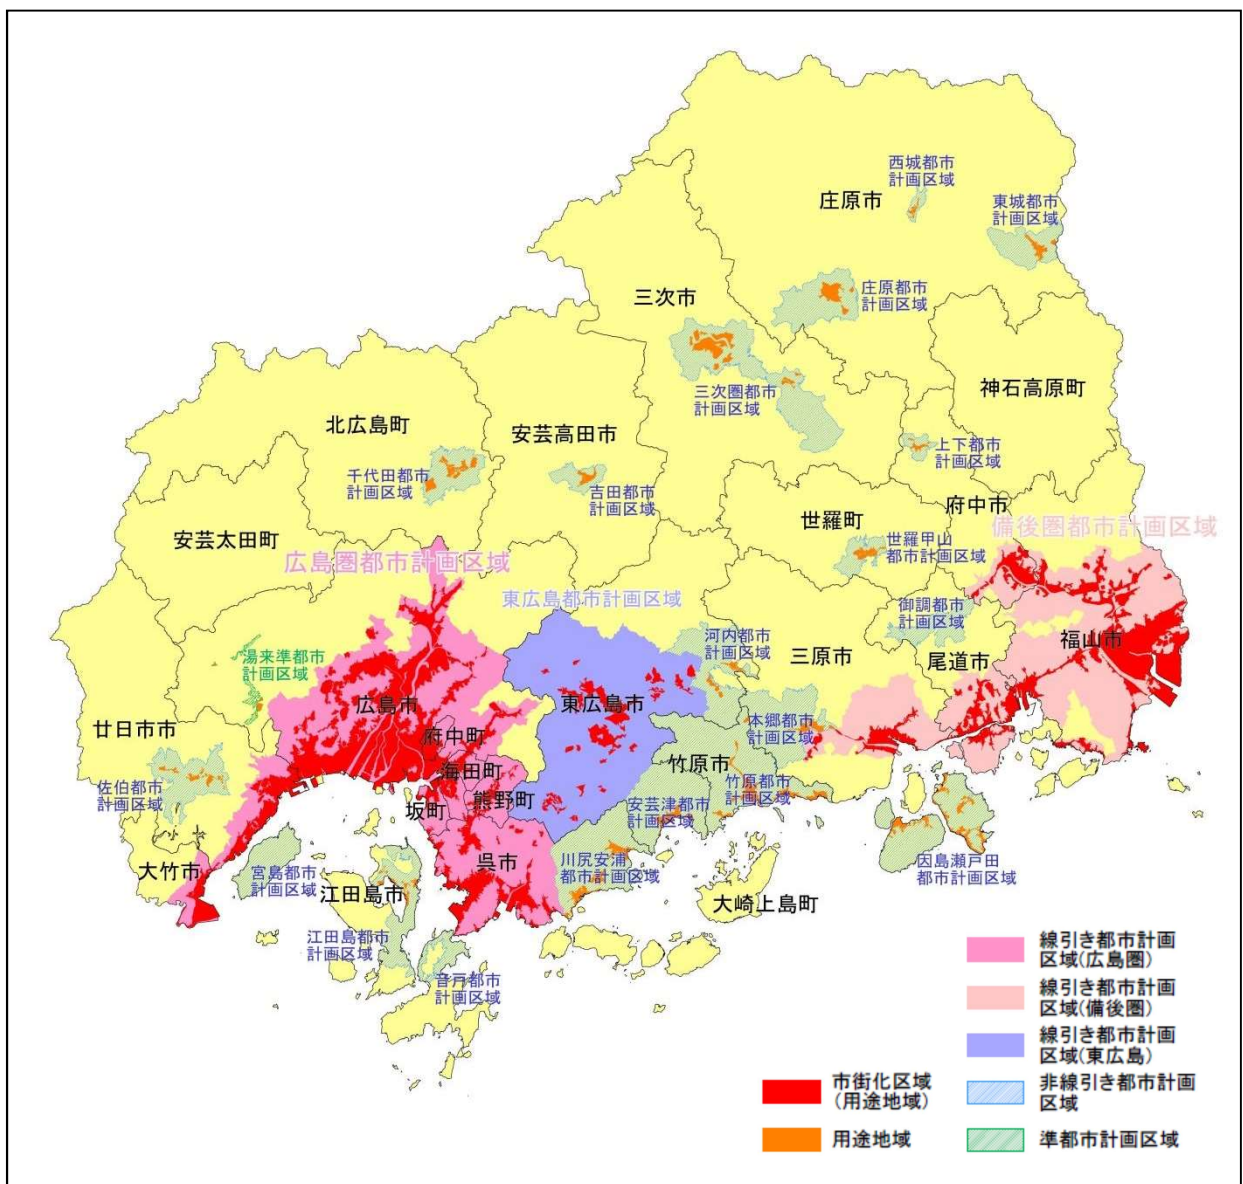 西城都市
計画区域
庄原市
東城都市
計画区域
庄原都市
計画区域
三次市
三次圏都市
計画区域
神石高原町
北広島町
安芸高田市
千代田都市
計画区域
吉田都市
計画区域
上下都市
計画区域
府中市
世羅町
世羅甲山
都市計画区域
備後圏都市計画区域
安芸太田町
広島圏都市計画区域
東広島都市計画区域
御調都市
計画区域
福山市
河内都市
計画区域
三原市
尾道市
湯来準都市
計画区域
広島市
東広島市
本郷都市
計画区域
廿日市市
府中町
海田町
竹原市
佐伯都市
計画区域
坂町
熊野町
安芸津都市
計画区域
竹原都市
計画区域
大竹市
宮島都市
計画区域
呉市
川尻安浦
都市計画区域
因島瀬戸田
都市計画区域
江田島市
大崎上島町
江田島都市
計画区域
音戸都市
計画区域
線引き都市計画
区域(広島圏)
線引き都市計画
区域(備後圏)
線引き都市計画
区域(東広島)
市街化区域
(用途地域)
非線引き都市計画
区域
用途地域
準都市計画区域